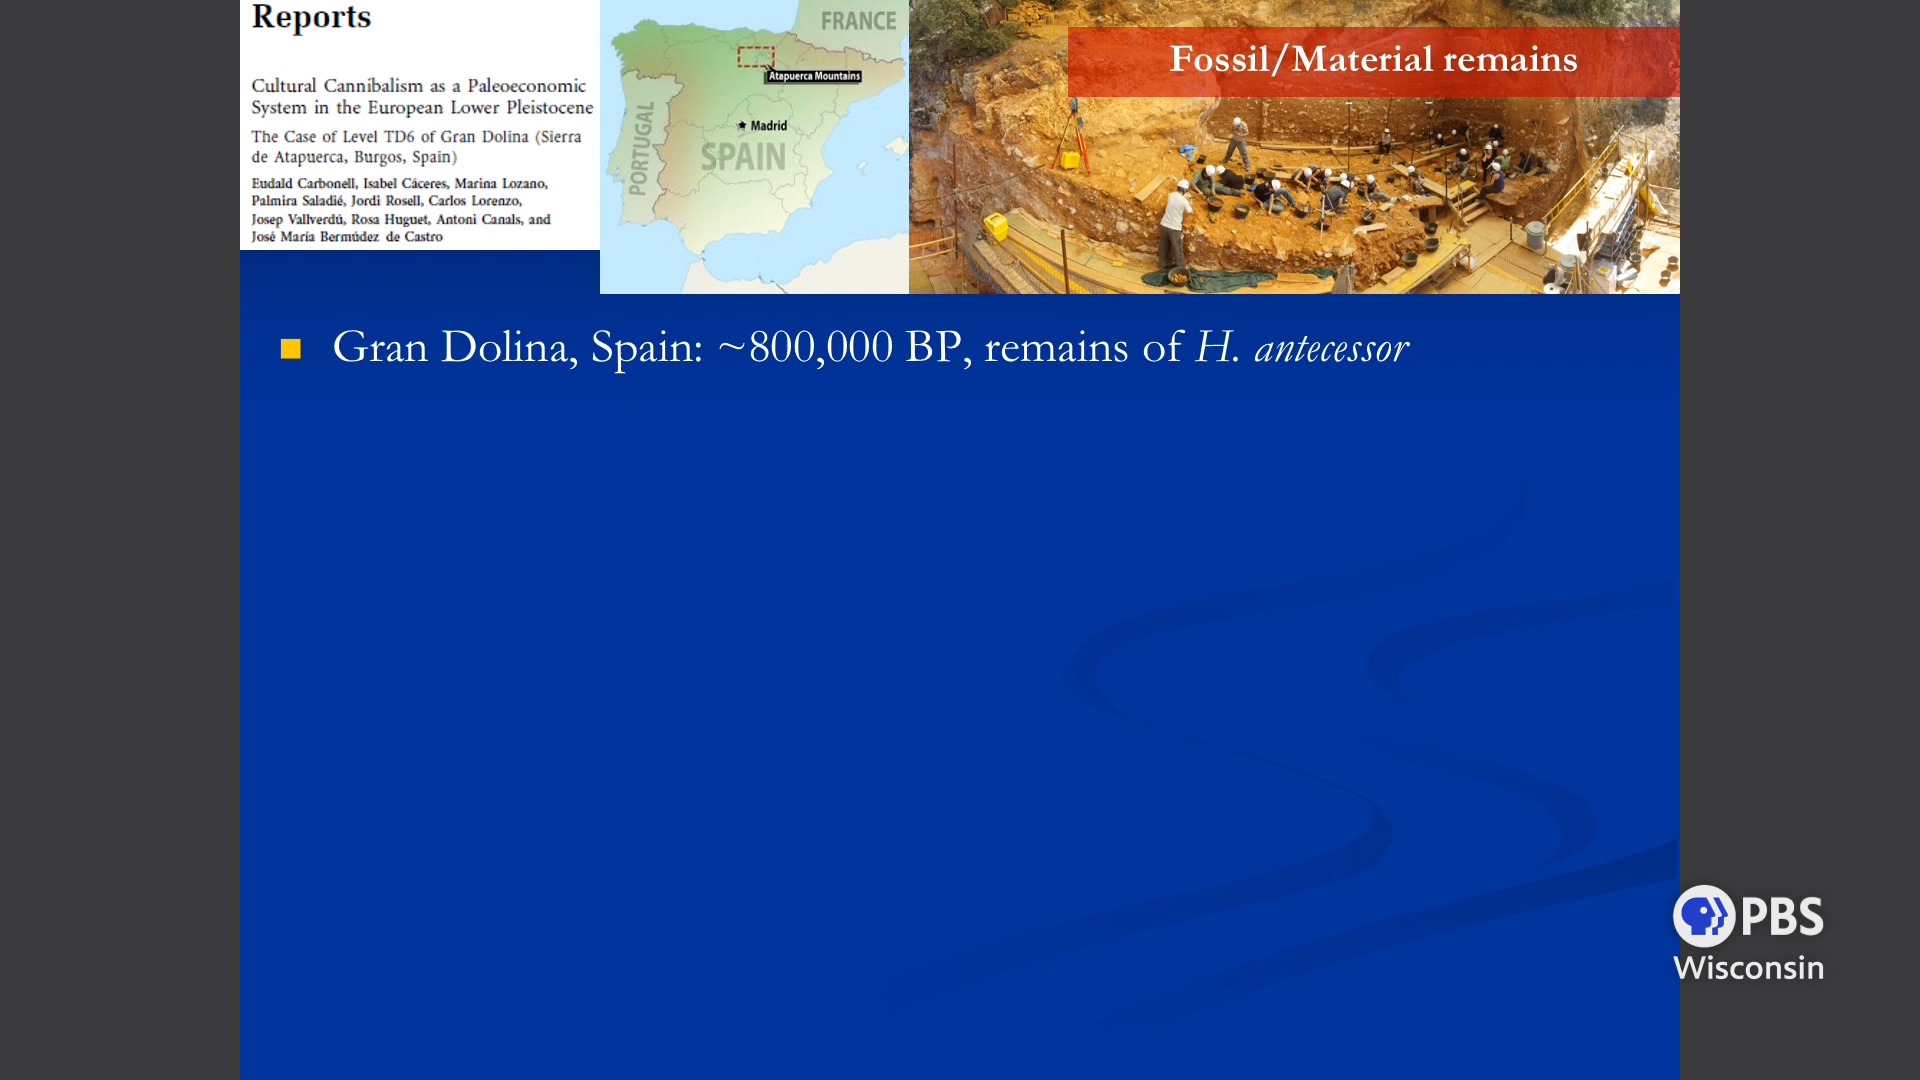 Reports
Cultural Cannibalism as a Paleoeconomic
System in the European Lower Pleistocene
The Case of Level TD6 of Gran Dolina (Sierra
de Atapuerca, Burgos, Spain)
Eudald Carbonell, Isabel Cáceres, Marina Lozano,
Palmira Saladié, Jordi Rosell, Carlos Lorenzo,
Josep Vallverdú, Rosa Huguet, Antoni Canals, and
José María Bermúdez de Castro
FRANCE
Atapuerca Mountains
Madrid
SPAIN
PORTUGAL
Fossil/Material remains
Gran Dolina, Spain: ~800,000 BP, remains of H. antecessor
PBS
Wisconsin